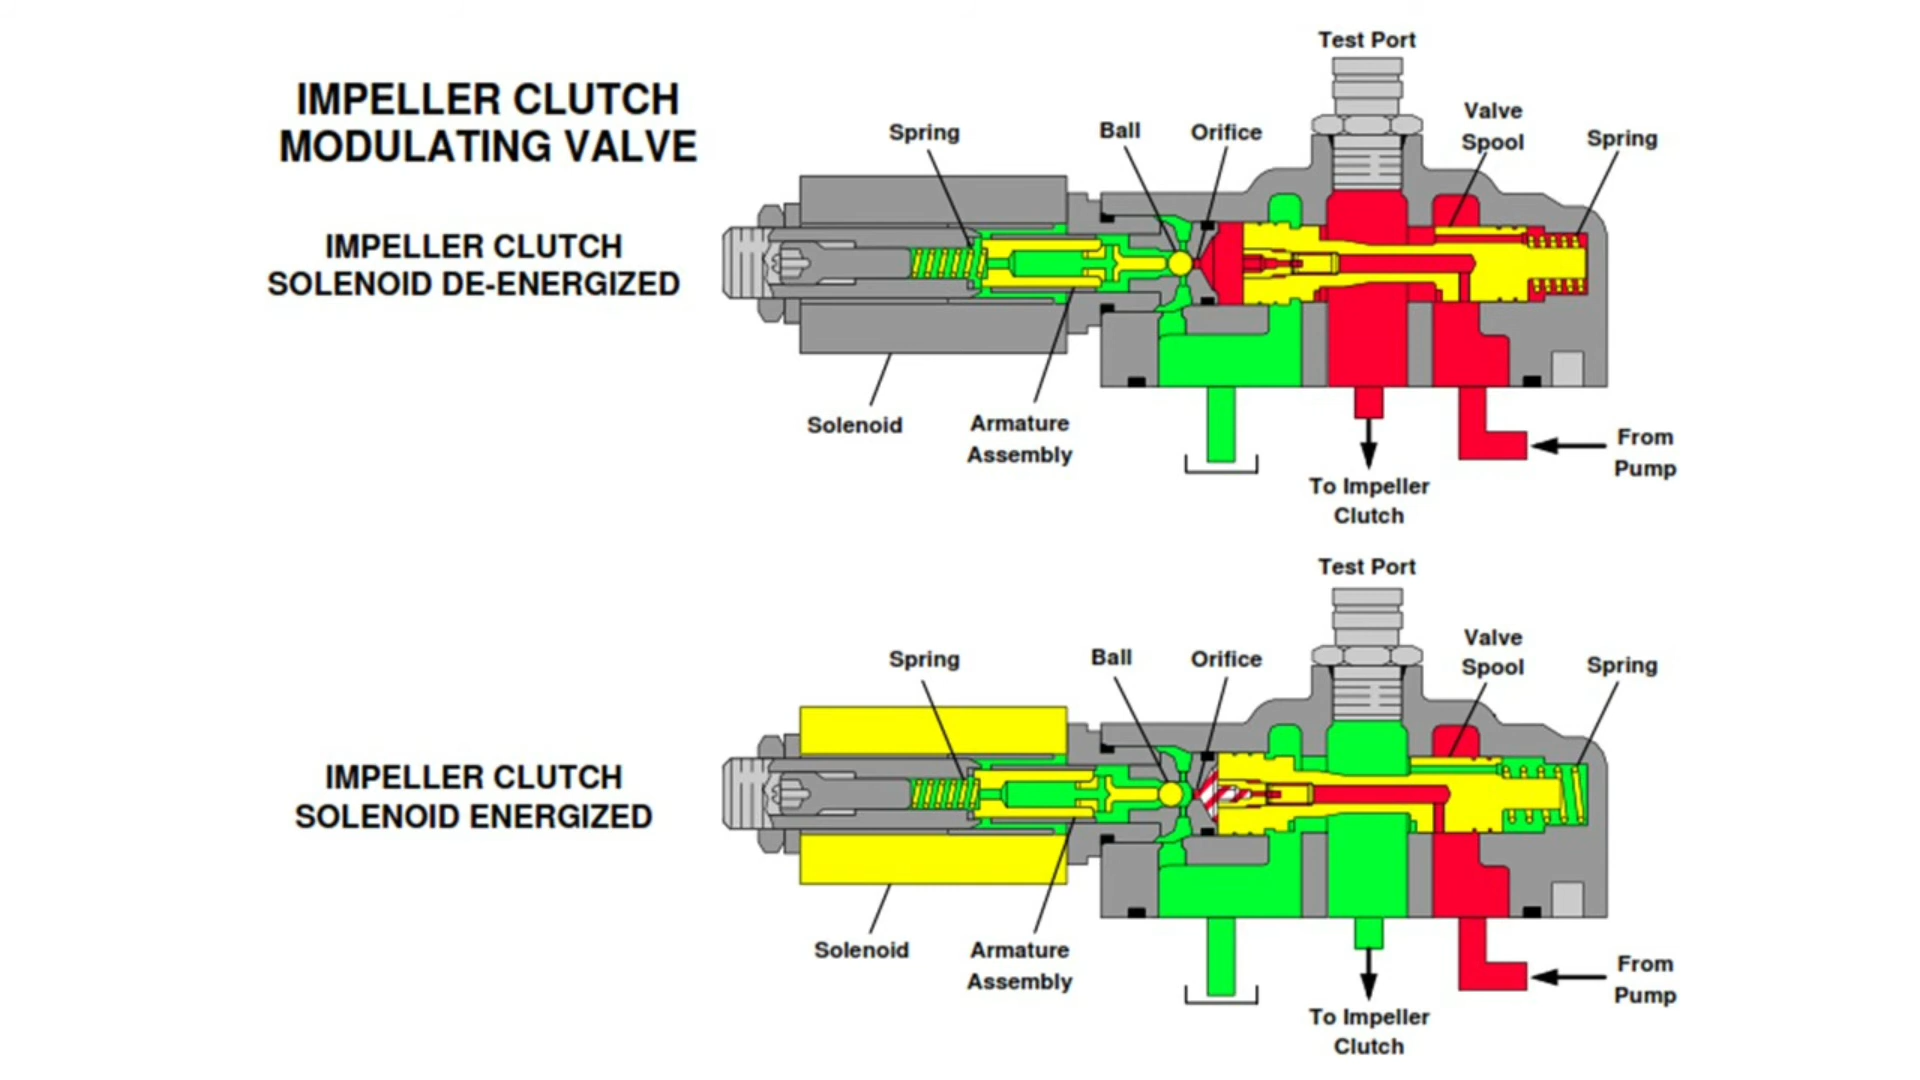 IMPELLER CLUTCH
MODULATING VALVE
IMPELLER CLUTCH
SOLENOID DE-ENERGIZED
Test Port
Spring
Ball
Orifice
Valve
Spool
Spring
Solenoid
Armature
Assembly
To Impeller
Clutch
From
Pump
IMPELLER CLUTCH
SOLENOID ENERGIZED
Test Port
Spring
Ball
Orifice
Valve
Spool
Spring
Solenoid
Armature
Assembly
To Impeller
Clutch
From
Pump